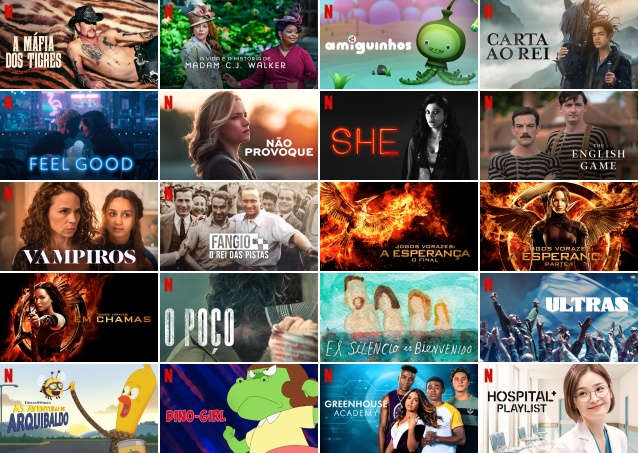 A MÁFIA
DOS TIGRES
A VIDA E A HISTÓRIA DE
MADAM C.J. WALKER
amiguinhos
CARTA
AO REI
FEEL GOOD
NÃO
PROVOQUE
SHE
THE
ENGLISH
GAME
VAMPIROS
FANGIO
O REI DAS PISTAS
JOGOS VORAZES:
A ESPERANÇA
O FINAL
JOGOS VORAZES:
A ESPERANÇA
PARTE 1
EM CHAMAS
O POÇO
EL SILENCIO es BIENVENIDO
ULTRAS
DREAMWORKS
AS AVENTURAS DE
ARQUIBALDO
DINO-GIRL
GREENHOUSE
ACADEMY
HOSPITAL
PLAYLIST